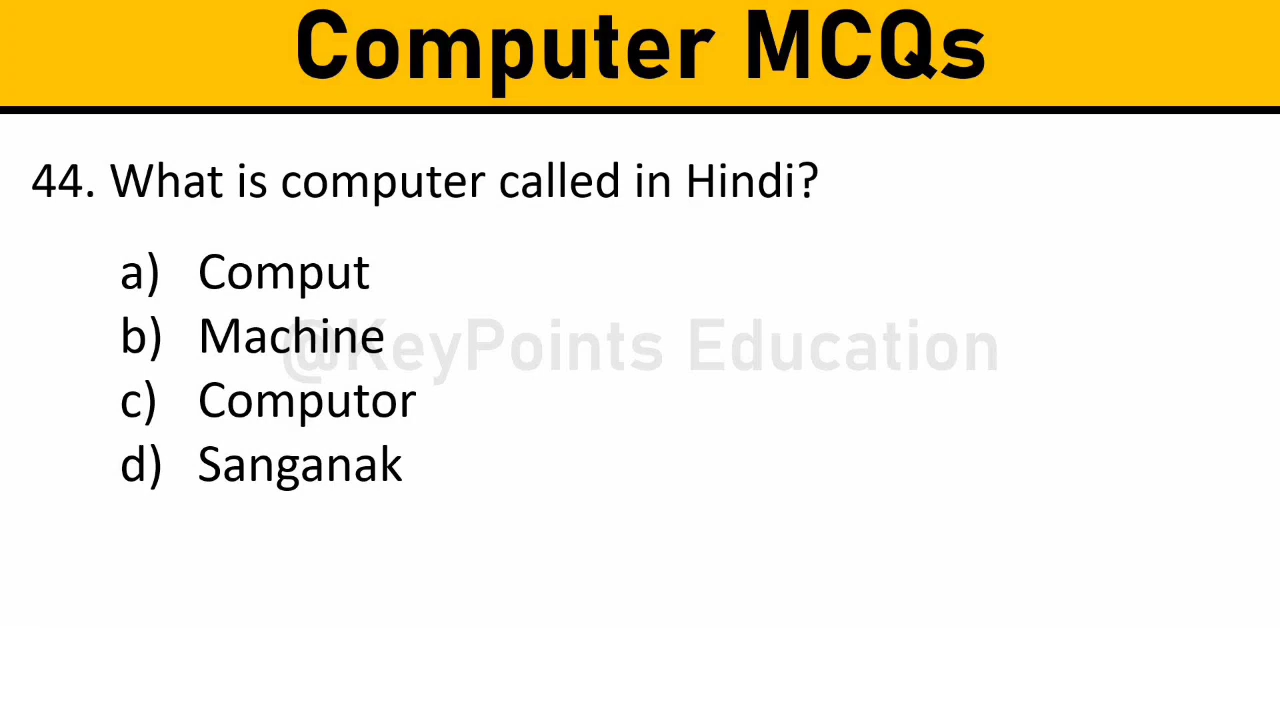 Computer MCQs
44. What is computer called in Hindi?
a) Comput
b) Machine
@KeyPoints Education
c) Computor
d) Sanganak